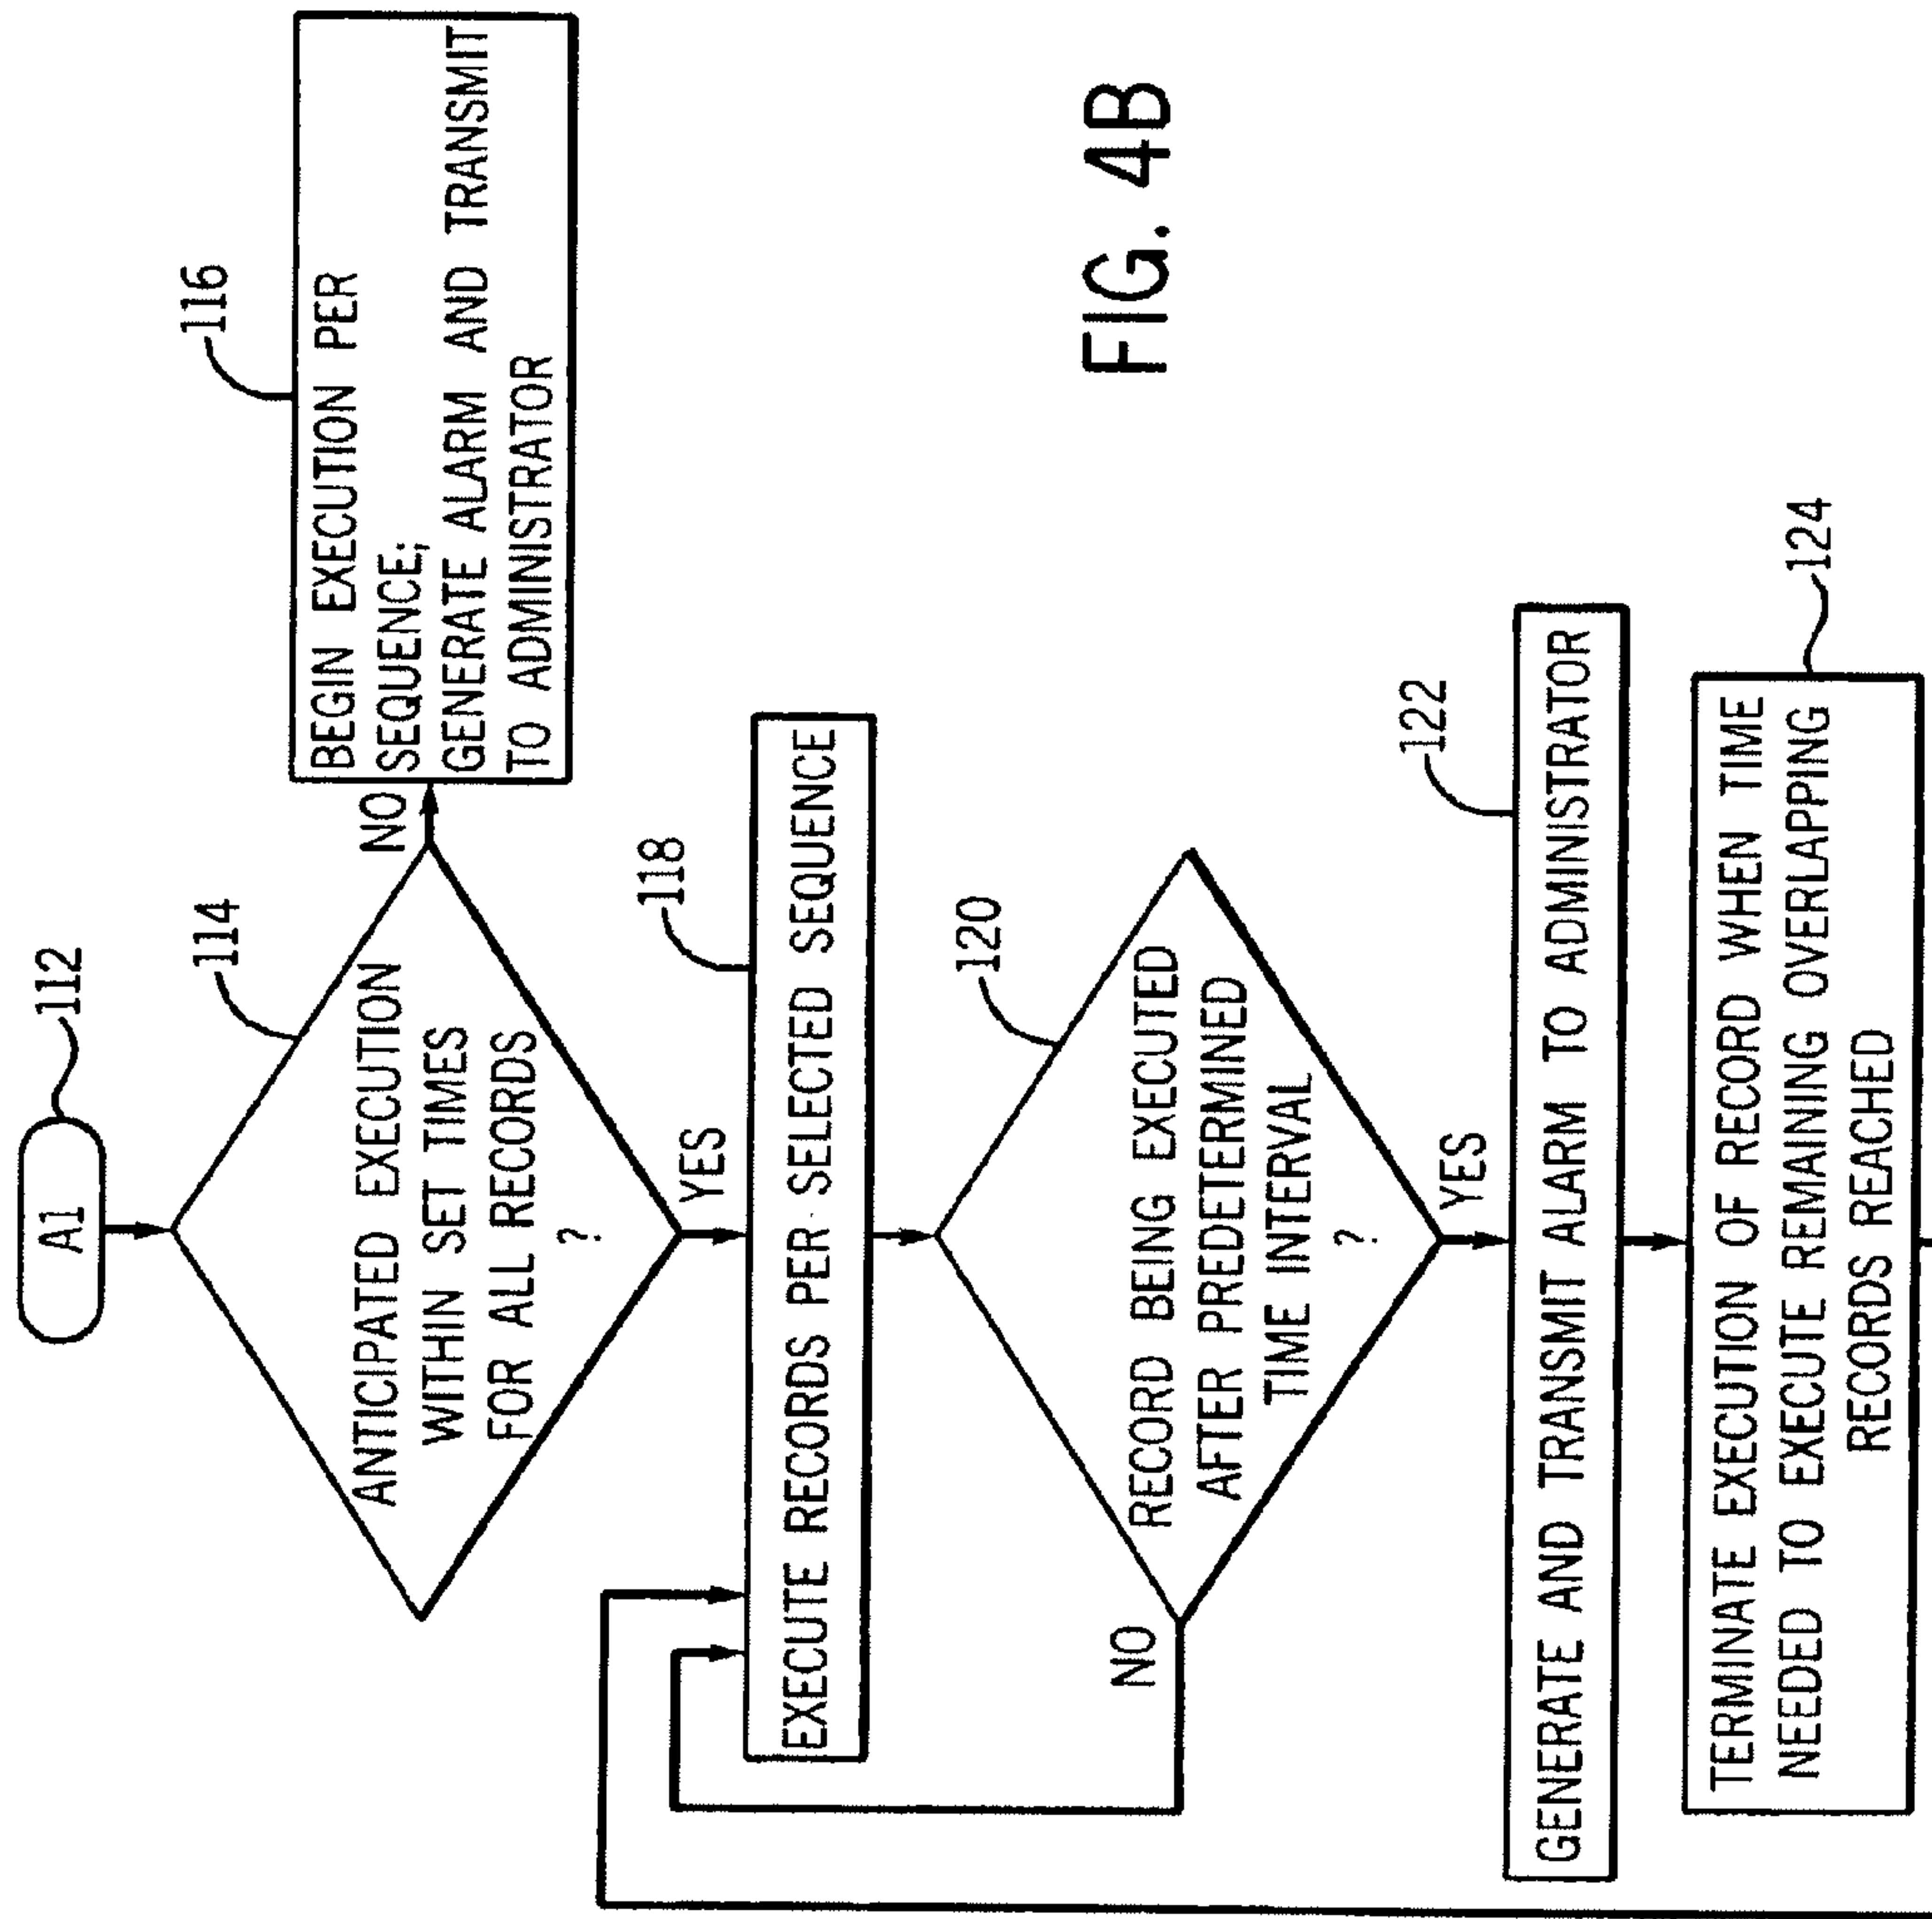 A1
112
114
ANTICIPATED EXECUTION
WITHIN SET TIMES
FOR ALL RECORDS
?
NO
116
BEGIN EXECUTION PER
SEQUENCE;
GENERATE ALARM AND TRANSMIT
TO ADMINISTRATOR
YES
118
EXECUTE RECORDS PER SELECTED SEQUENCE
120
RECORD BEING EXECUTED
AFTER PREDETERMINED
TIME INTERVAL
?
NO
YES
122
GENERATE AND TRANSMIT ALARM TO ADMINISTRATOR
124
TERMINATE EXECUTION OF RECORD WHEN TIME
NEEDED TO EXECUTE REMAINING OVERLAPPING
RECORDS REACHED
FIG. 4B